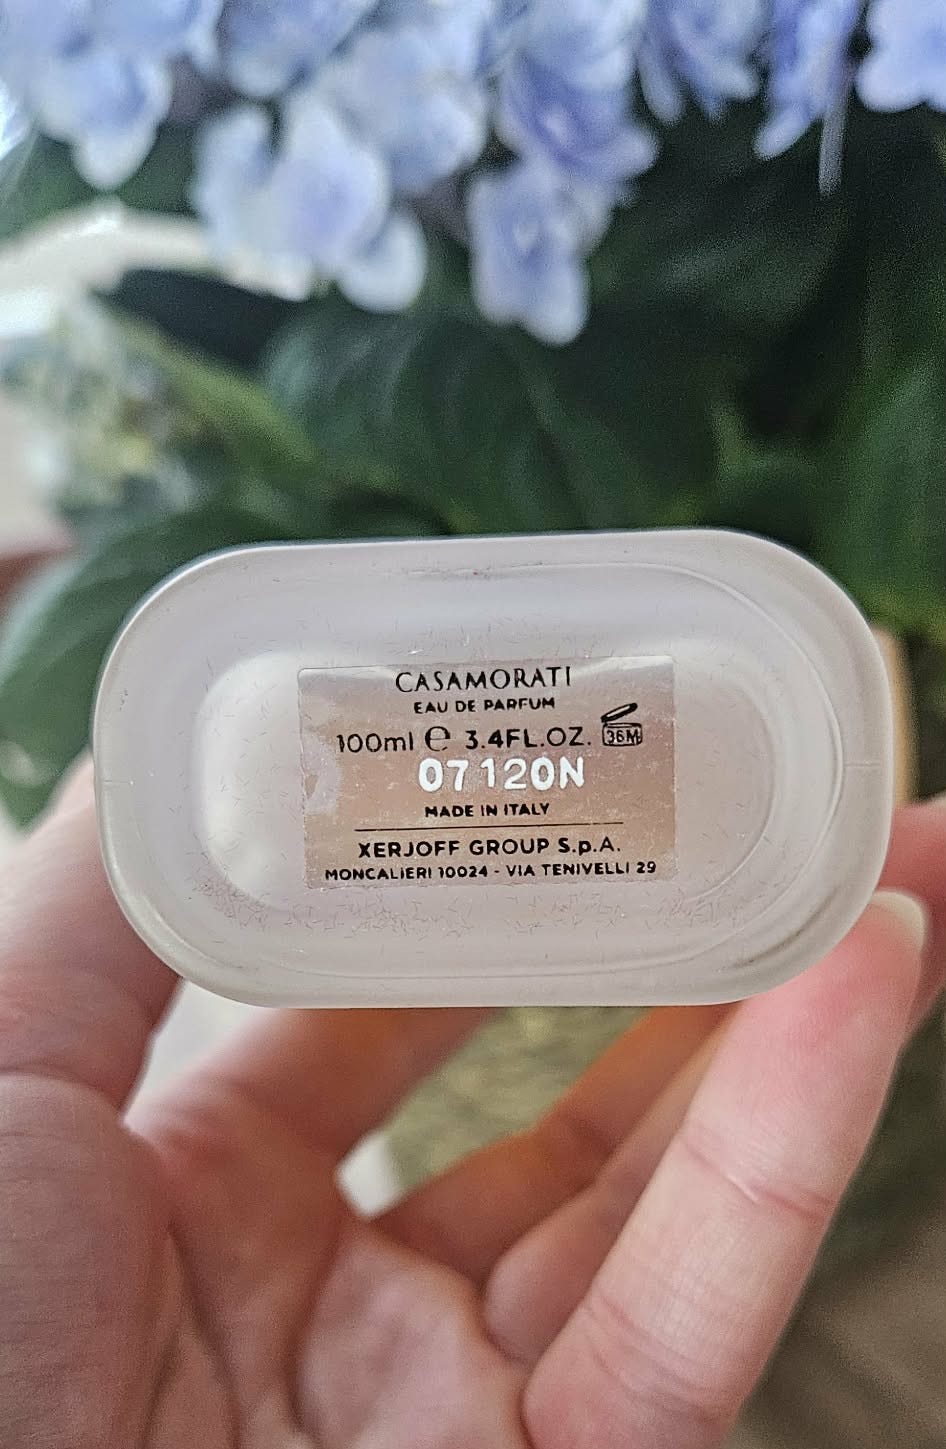 CASAMORATI
EAU DE PARFUM
100ml ℮ 3.4FL.OZ. 36M
07120N
MADE IN ITALY
XERJOFF GROUP S.p.A.
MONCALIERI 10024 - VIA TENIVELLI 29